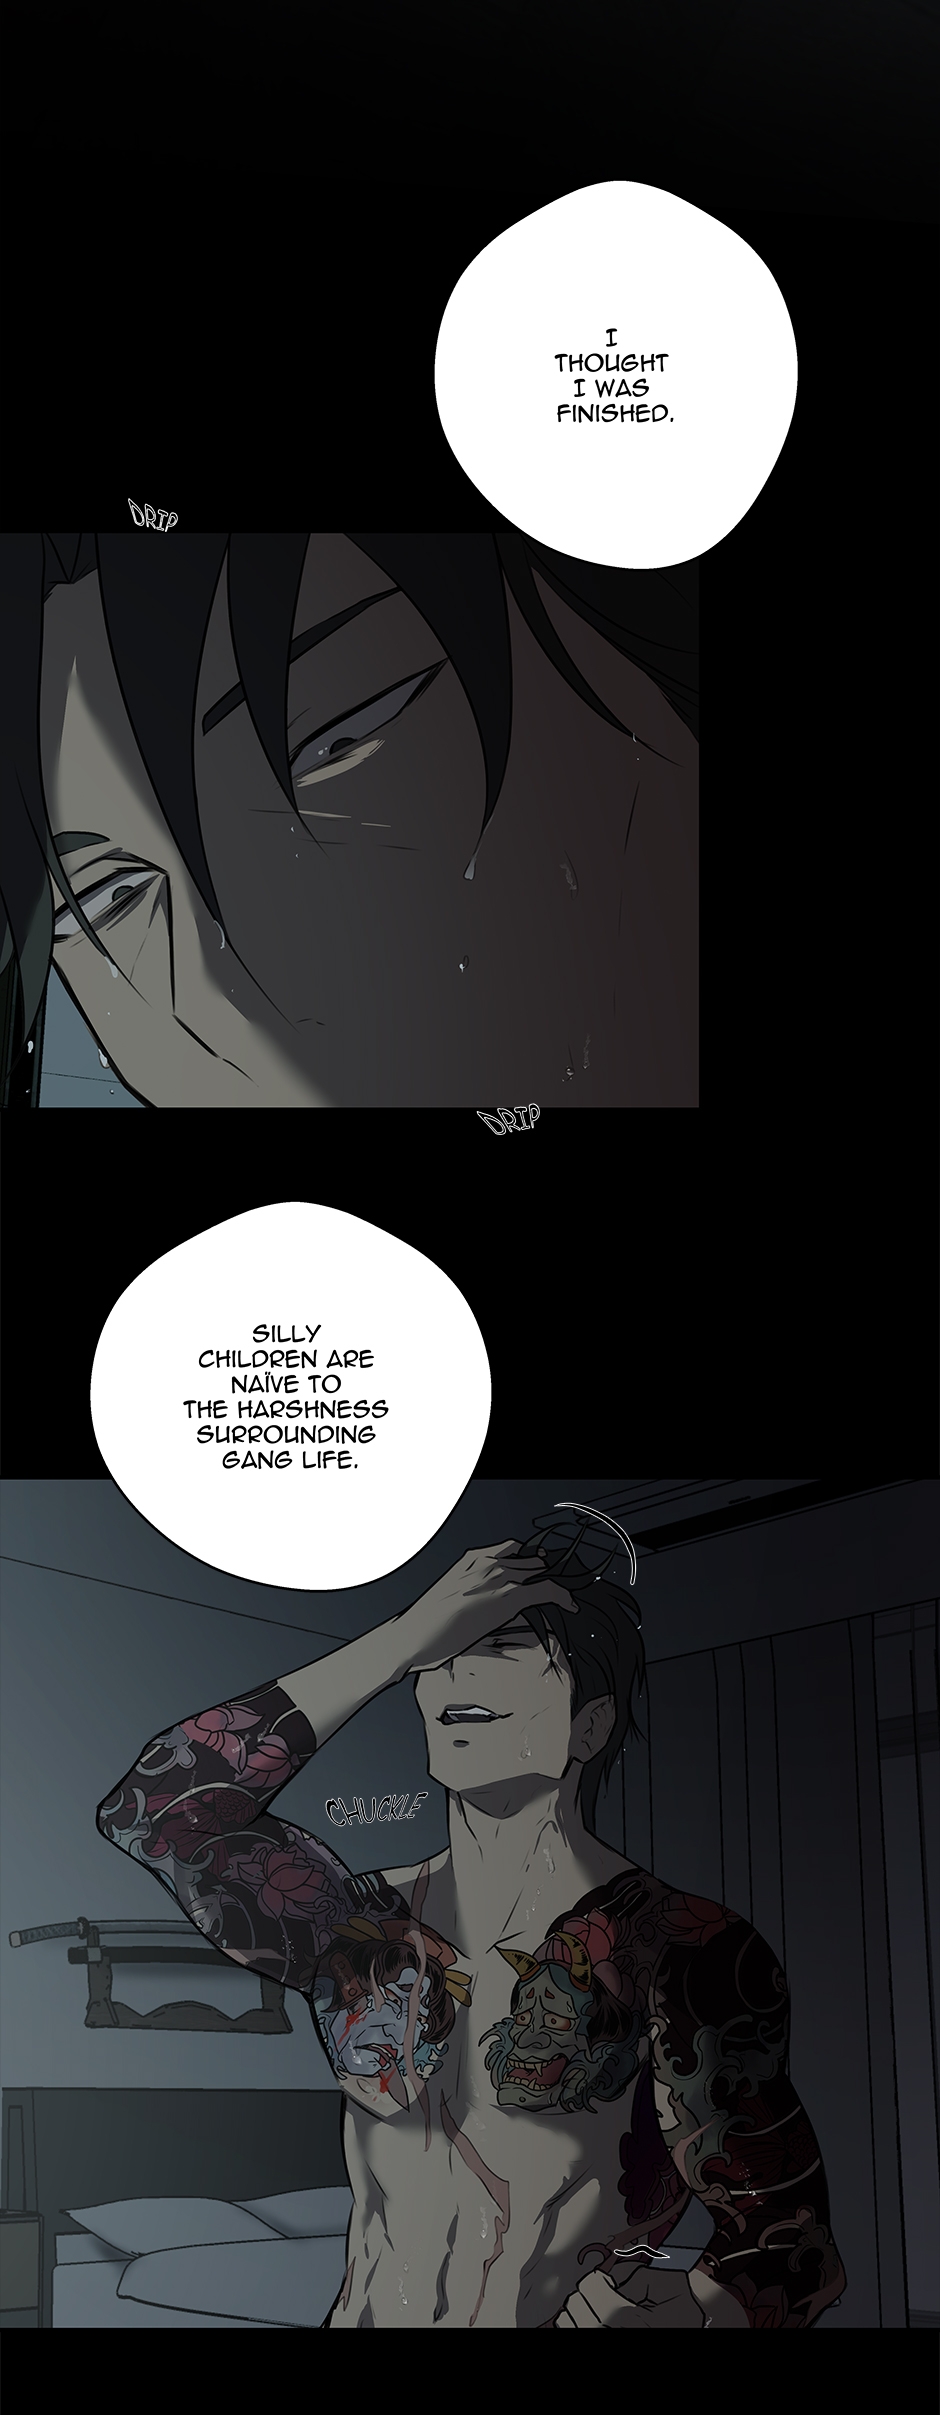 I
THOUGHT
I WAS
FINISHED.
DRIP
DRIP
SILLY
CHILDREN ARE
NAÏVE TO
THE HARSHNESS
SURROUNDING
GANG LIFE.
CHUCKLE